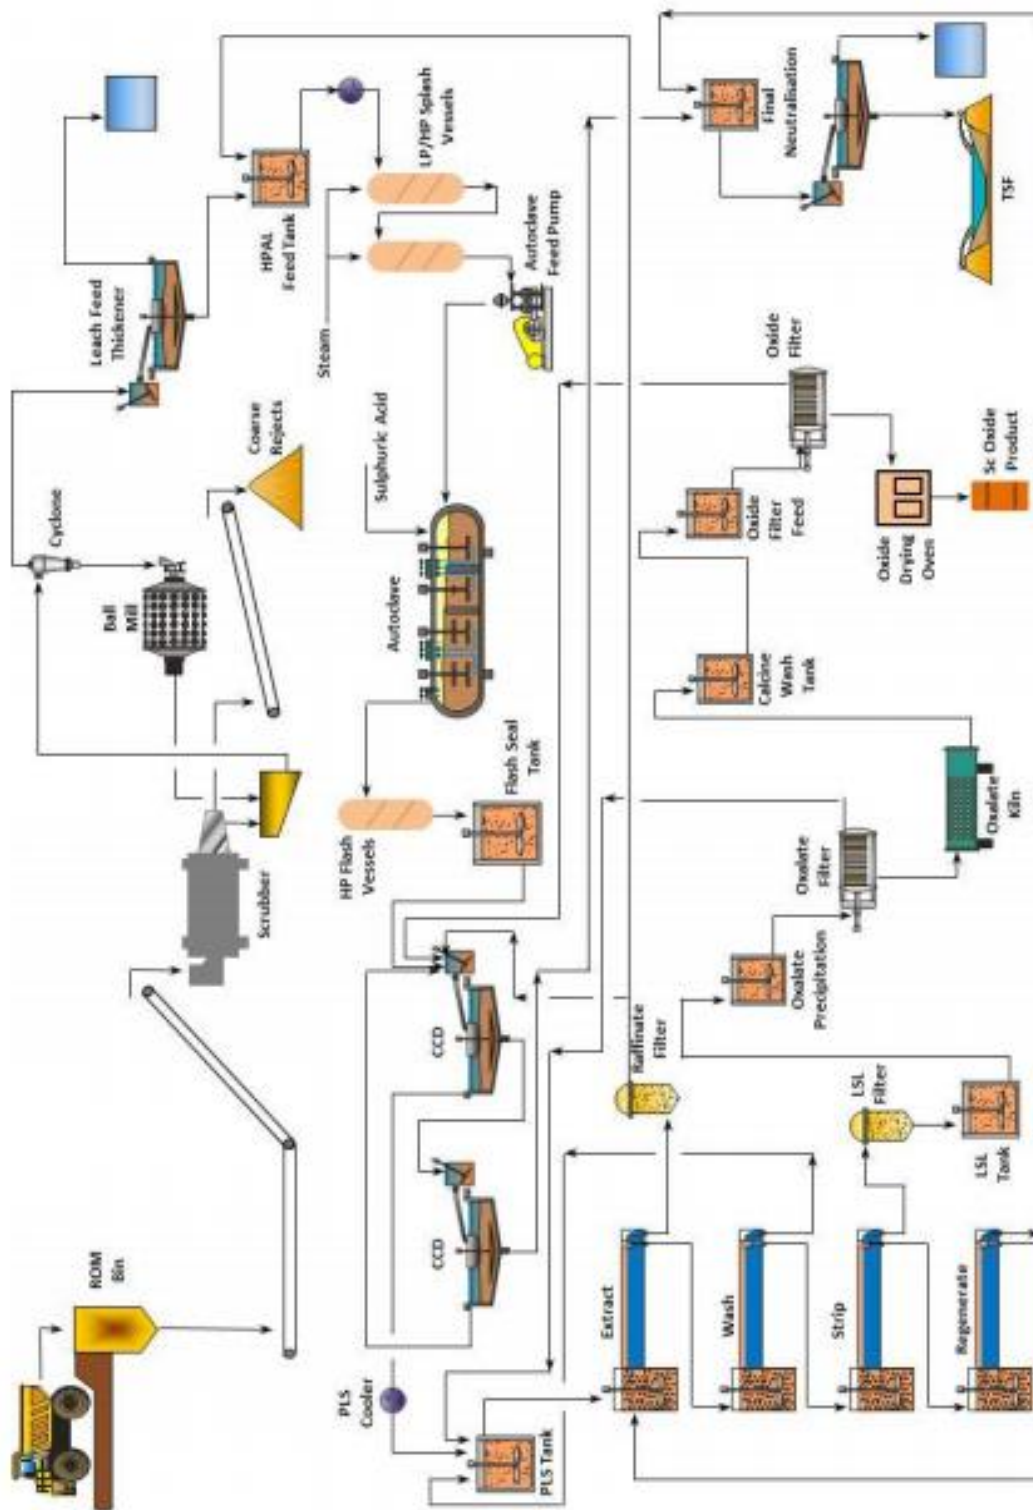 ROM
Bin
Scrubber
Ball
Mill
Cyclone
Coarse
Rejects
Leach Feed
Thickener
HPAL
Feed Tank
LP/HP Splash
Vessels
Steam
Autoclave
Feed Pump
Sulphuric Acid
Autoclave
HP Flash
Vessels
Flash Seal
Tank
CCD
CCD
PLS
Cooler
PLS Tank
Extract
Wash
Strip
Regenerate
Raffinate
Filter
LSL
Filter
LSL
Tank
Oxalate
Precipitation
Oxalate
Filter
Oxalate
Kiln
Calcine
Wash
Tank
Oxide
Filter
Feed
Oxide
Filter
Oxide
Drying
Oven
Sc Oxide
Product
Final
Neutralisation
TSF